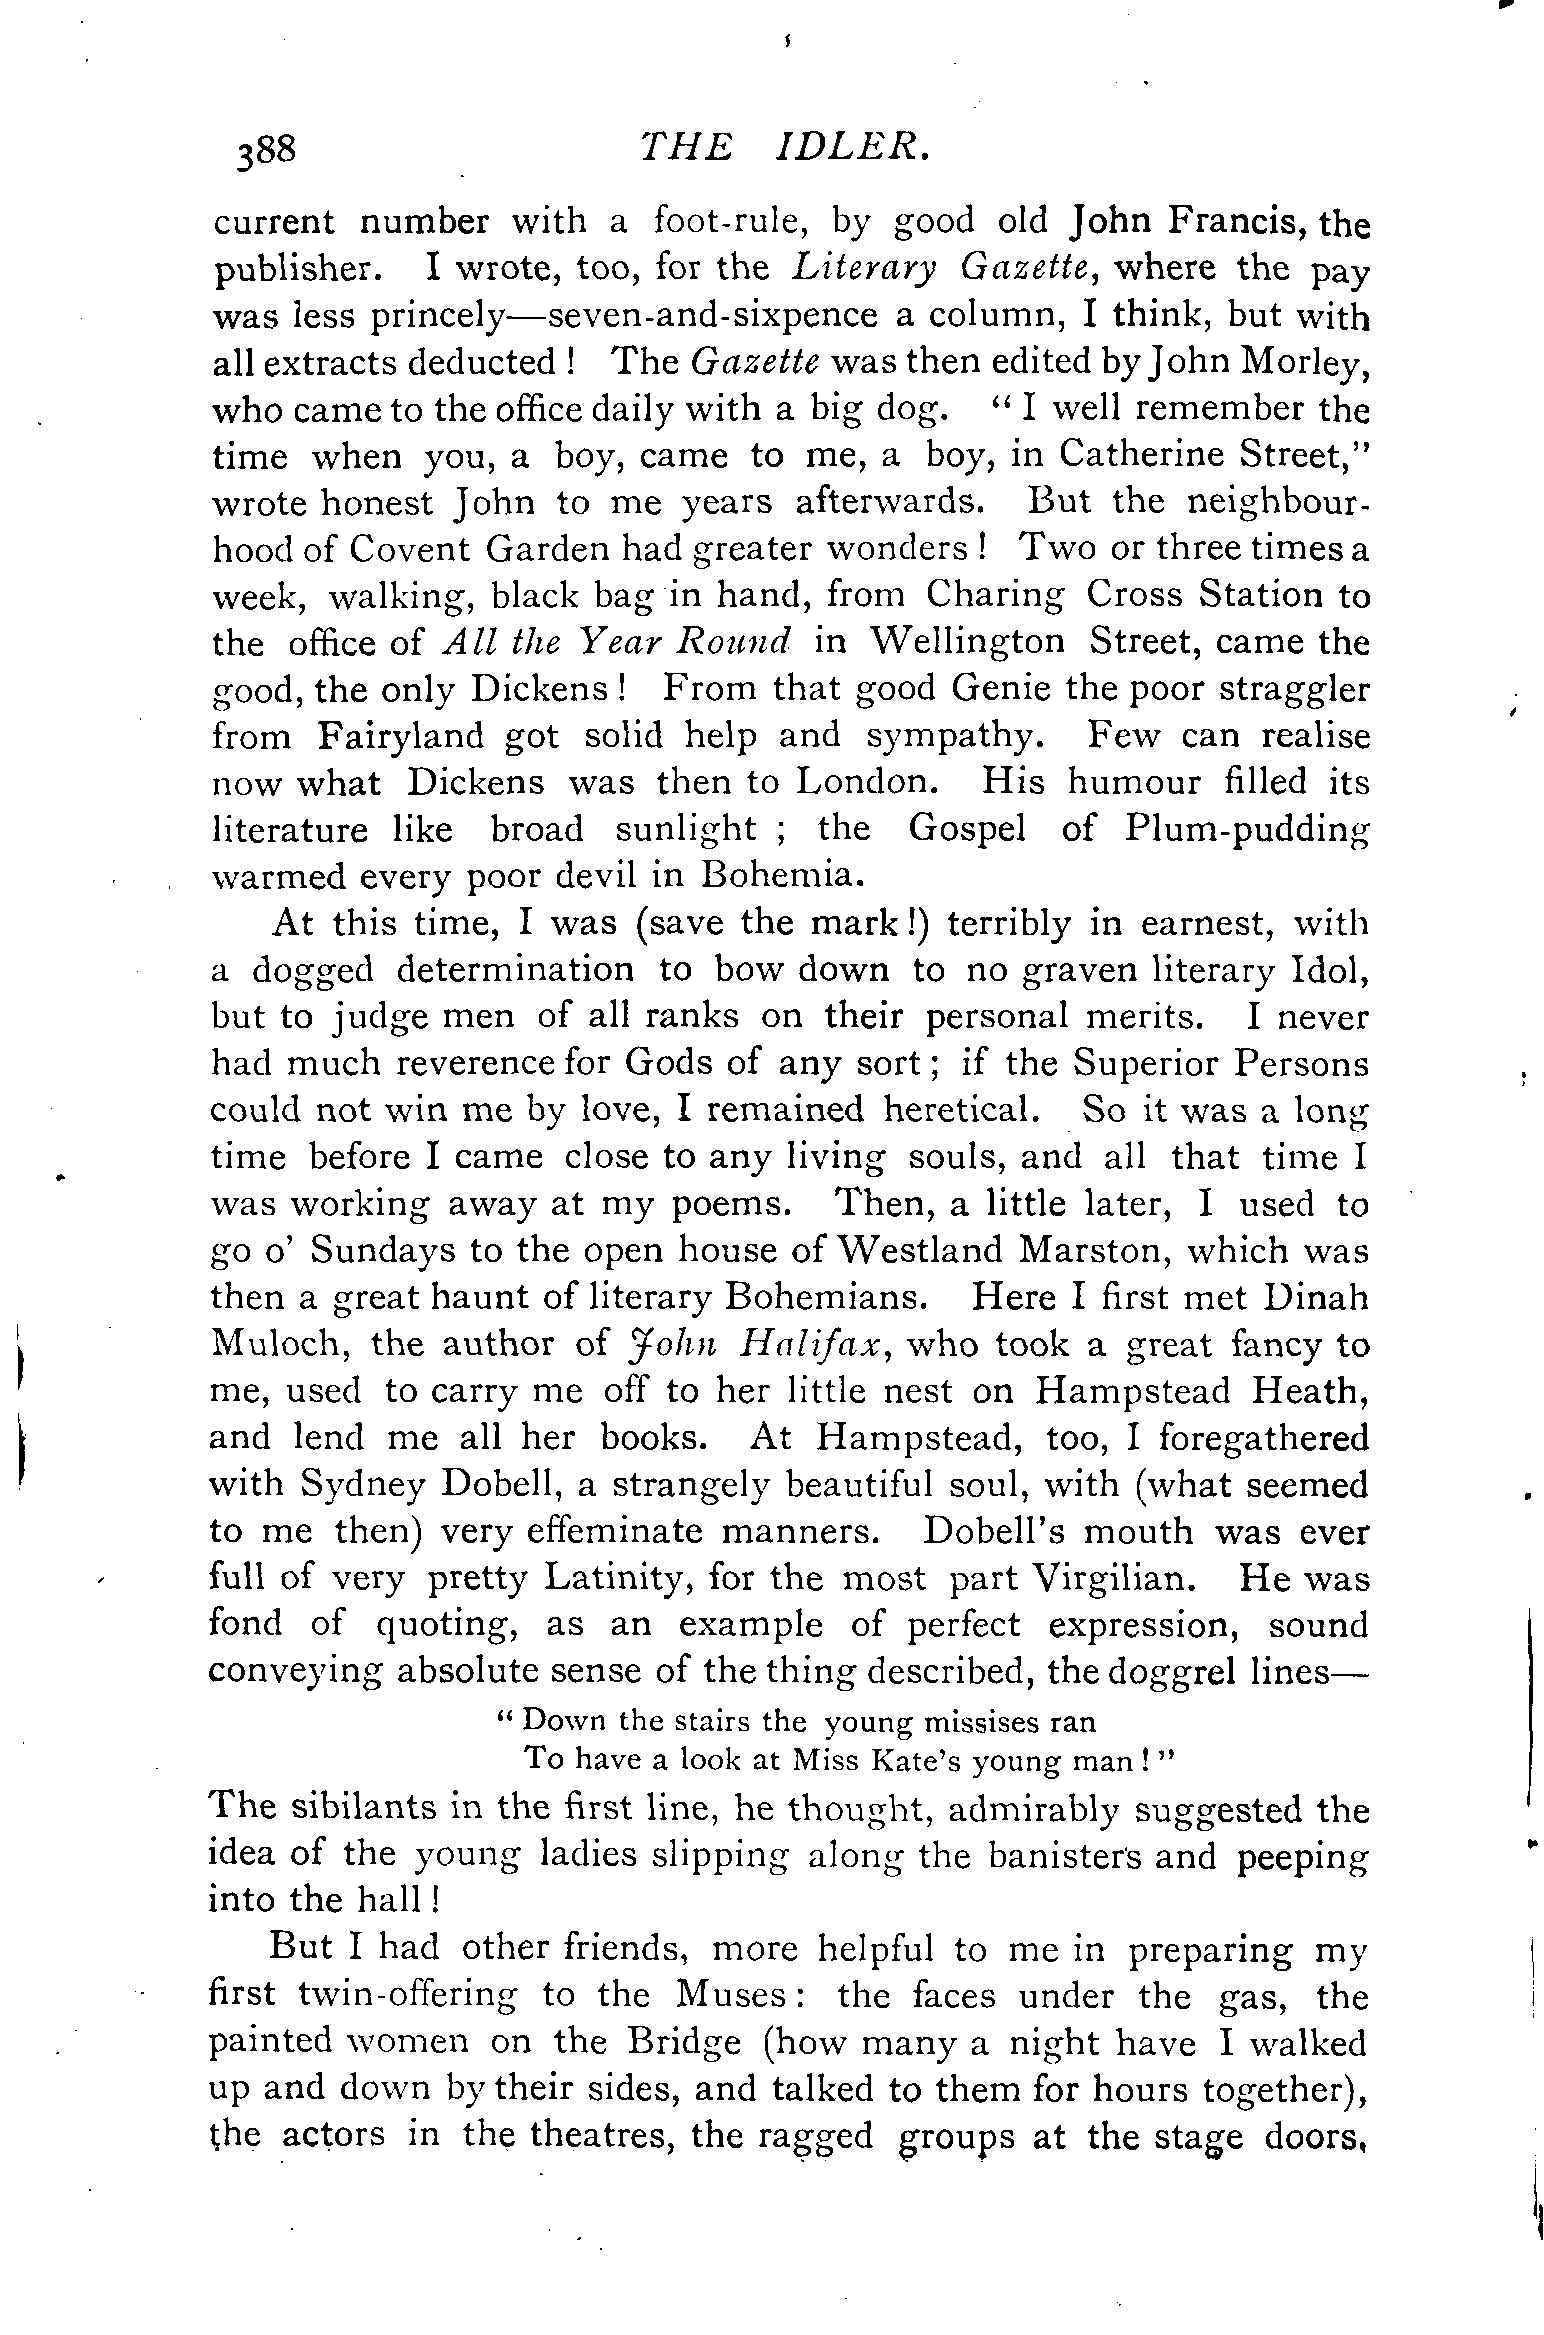 388 THE IDLER.
current number with a foot-rule, by good old John Francis, the
publisher. I wrote, too, for the Literary Gazette, where the pay
was less princely—seven-and-sixpence a column, I think, but with
all extracts deducted ! The Gazette was then edited by John Morley,
who came to the office daily with a big dog. " I well remember the
time when you, a boy, came to me, a boy, in Catherine Street,"
wrote honest John to me years afterwards. But the neighbour-
hood of Covent Garden had greater wonders ! Two or three times a
week, walking, black bag in hand, from Charing Cross Station to
the office of All the Year Round in Wellington Street, came the
good, the only Dickens ! From that good Genie the poor straggler
from Fairyland got solid help and sympathy. Few can realise
now what Dickens was then to London. His humour filled its
literature like broad sunlight ; the Gospel of Plum-pudding
warmed every poor devil in Bohemia.
At this time, I was (save the mark !) terribly in earnest, with
a dogged determination to bow down to no graven literary Idol,
but to judge men of all ranks on their personal merits. I never
had much reverence for Gods of any sort ; if the Superior Persons
could not win me by love, I remained heretical. So it was a long
time before I came close to any living souls, and all that time I
was working away at my poems. Then, a little later, I used to
go o' Sundays to the open house of Westland Marston, which was
then a great haunt of literary Bohemians. Here I first met Dinah
Muloch, the author of John Halifax, who took a great fancy to
me, used to carry me off to her little nest on Hampstead Heath,
and lend me all her books. At Hampstead, too, I foregathered
with Sydney Dobell, a strangely beautiful soul, with (what seemed
to me then) very effeminate manners. Dobell's mouth was ever
full of very pretty Latinity, for the most part Virgilian. He was
fond of quoting, as an example of perfect expression, sound
conveying absolute sense of the thing described, the doggrel lines—
" Down the stairs the young missises ran
To have a look at Miss Kate's young man ! "
The sibilants in the first line, he thought, admirably suggested the
idea of the young ladies slipping along the banisters and peeping
into the hall !
But I had other friends, more helpful to me in preparing my
first twin-offering to the Muses : the faces under the gas, the
painted women on the Bridge (how many a night have I walked
up and down by their sides, and talked to them for hours together),
the actors in the theatres, the ragged groups at the stage doors,